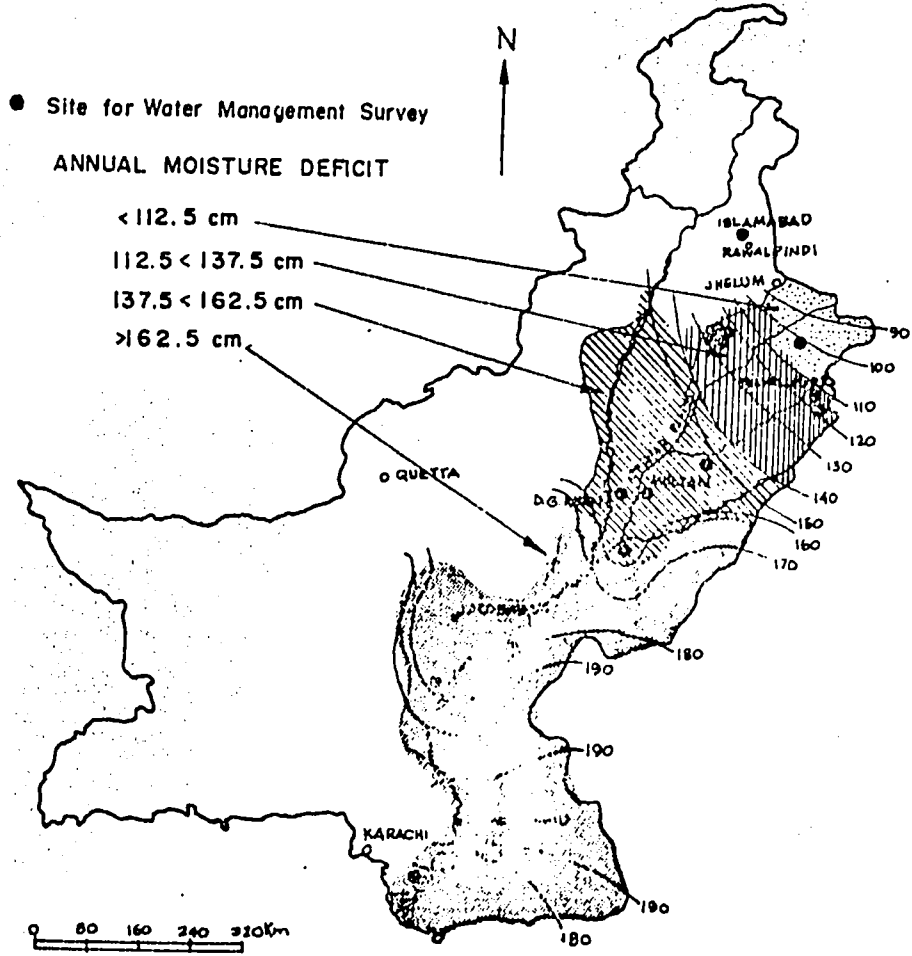 N
Site for Water Management Survey
ANNUAL MOISTURE DEFICIT
<112.5 cm
112.5 < 137.5 cm
137.5 < 162.5 cm
>162.5 cm
ISLAMABAD
RAWALPINDI
JHELUM
90
100
110
120
130
140
150
160
170
QUETTA
MULTAN
180
190
190
KARACHI
190
180
0 80 160 240 320Km